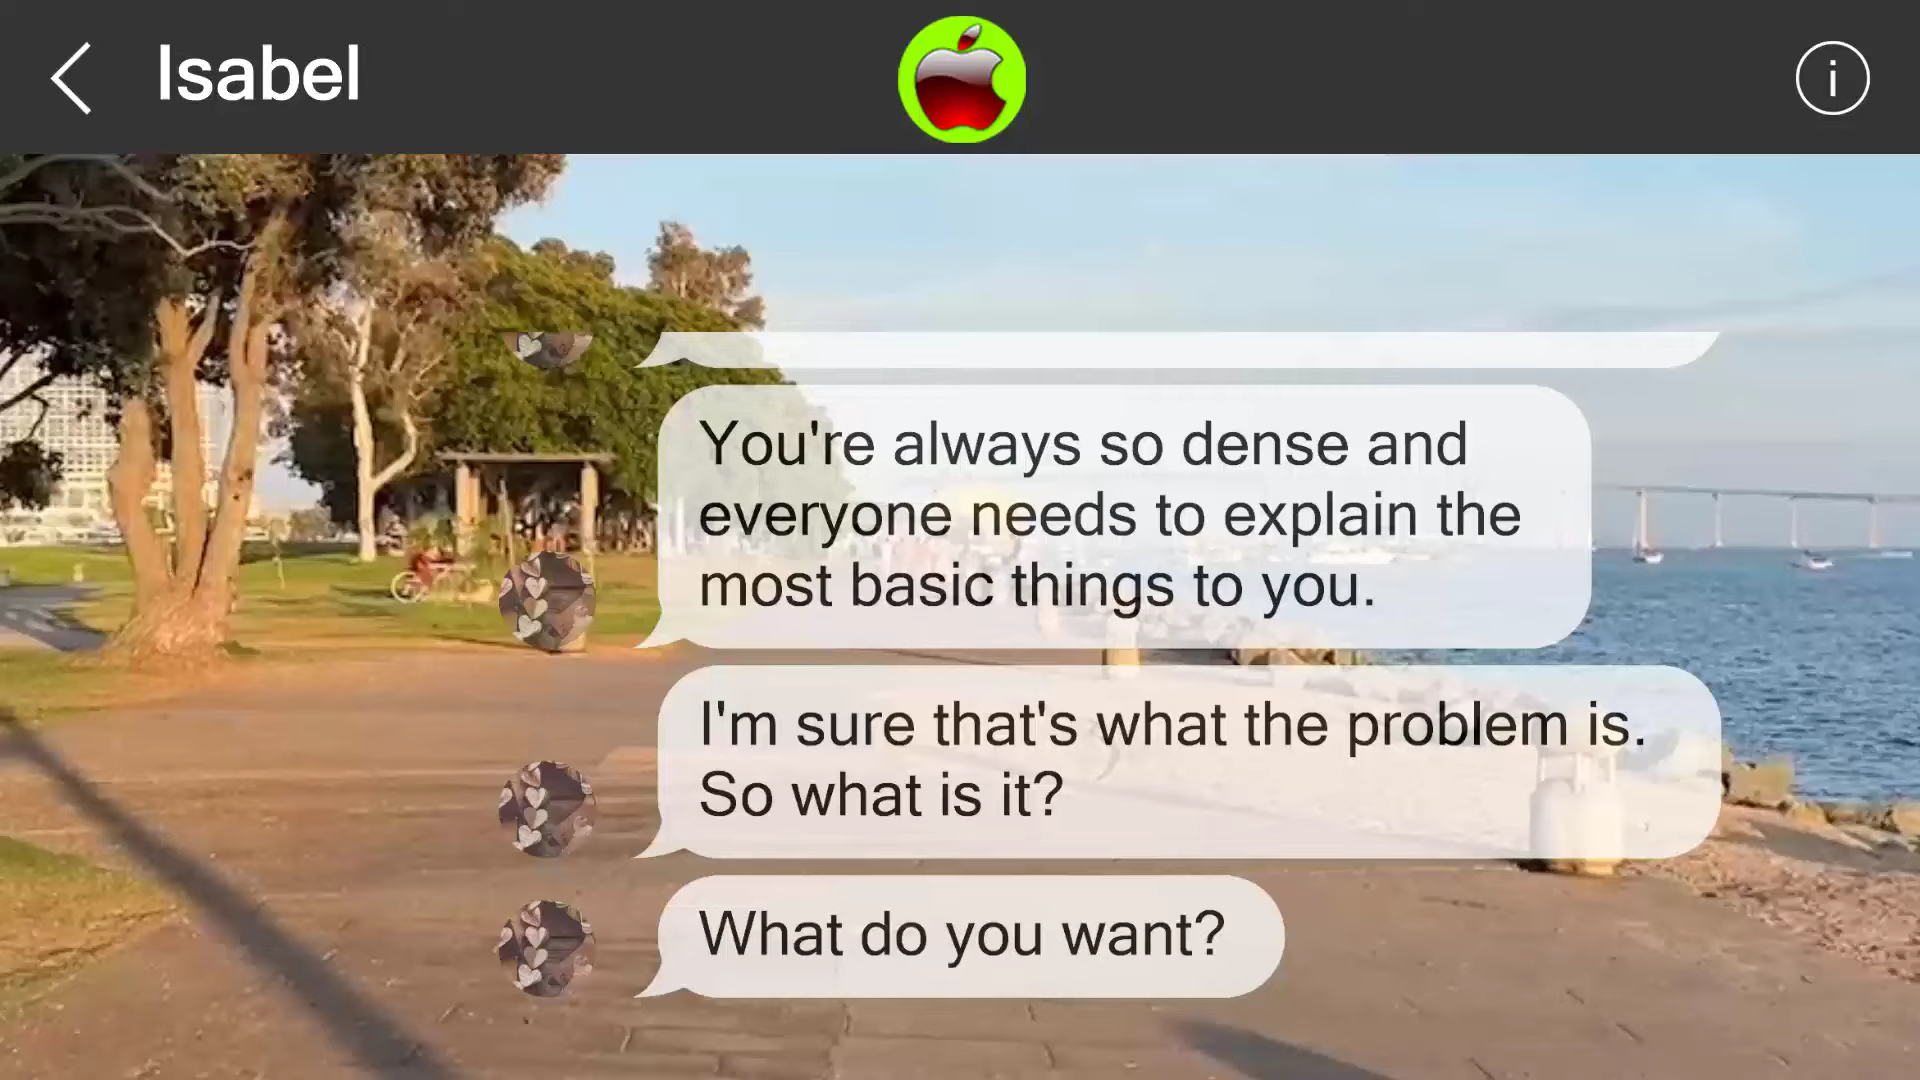 Isabel
You're always so dense and
everyone needs to explain the
most basic things to you.
I'm sure that's what the problem is.
So what is it?
What do you want?